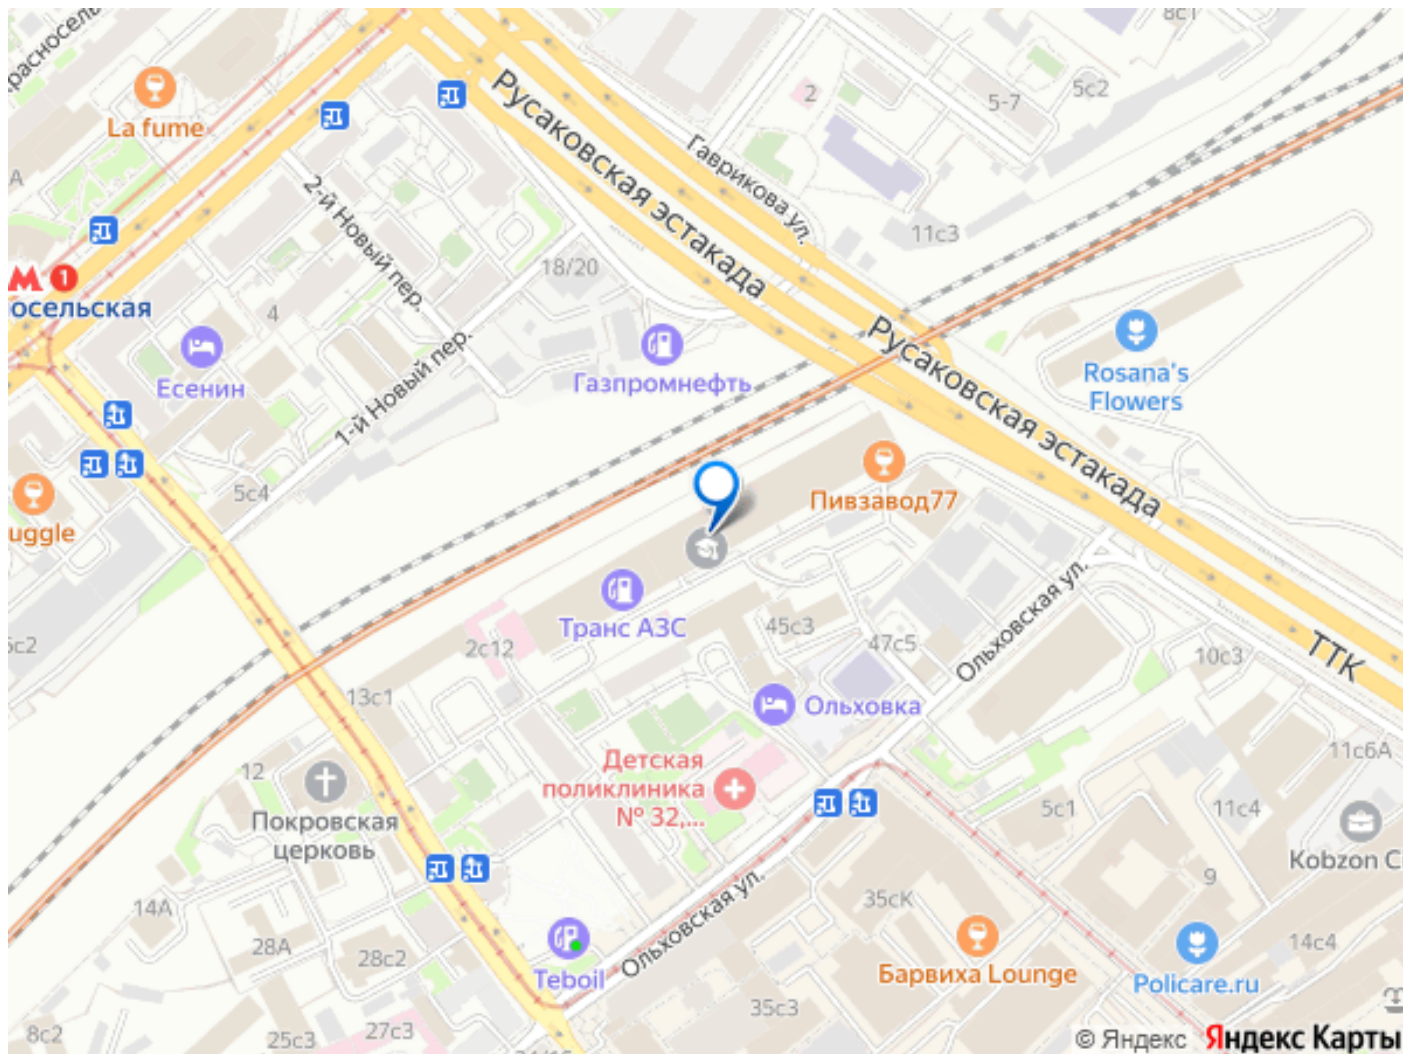 8с1
La fume
Русаковская эстакада
2
5-7
5с2
Гаврикова ул.
11с3
2-й Новый пер.
18/20
М 1
осельская
4
Есенин
1-й Новый пер.
Газпромнефть
Русаковская эстакада
Rosana's
Flowers
5с4
uggle
Пивзавод77
Транс АЗС
45с3
47с5
Ольховская ул.
ТТК
10с3
2с12
13с1
Ольховка
11с6А
Детская
поликлиника
№ 32,...
12
Покровская
церковь
5с1
11с4
Kobzon C
9
14А
28А
28с2
Ольховская ул.
35сК
14с4
Teboil
Барвиха Lounge
Policare.ru
35с3
8с2
25с3
27с3
© Яндекс Яндекс Карты